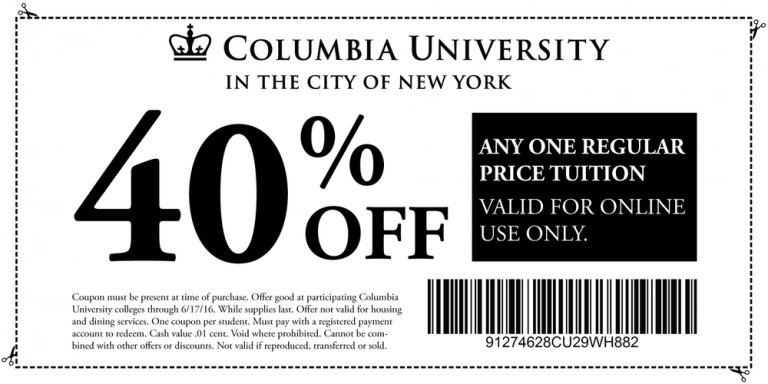 COLUMBIA UNIVERSITY
IN THE CITY OF NEW YORK
40% OFF
ANY ONE REGULAR
PRICE TUITION
VALID FOR ONLINE
USE ONLY.
Coupon must be present at time of purchase. Offer good at participating Columbia
University colleges through 6/17/16. While supplies last. Offer not valid for housing
and dining services. One coupon per student. Must pay with a registered payment
account to redeem. Cash value .01 cent. Void where prohibited. Cannot be com-
bined with other offers or discounts. Not valid if reproduced, transferred or sold.
91274628CU29WH882